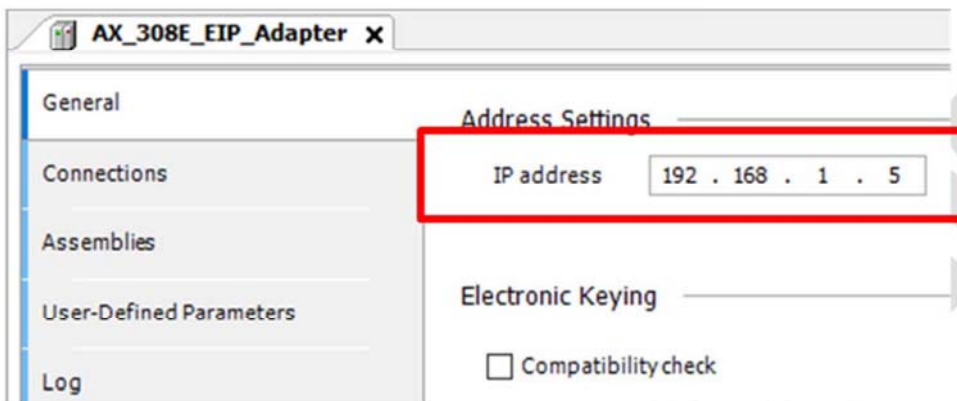 AX_308E_EIP_Adapter X
General
Connections
Assemblies
User-Defined Parameters
Log
Address Settings
IP address 192 . 168 . 1 . 5
Electronic Keying
Compatibility check